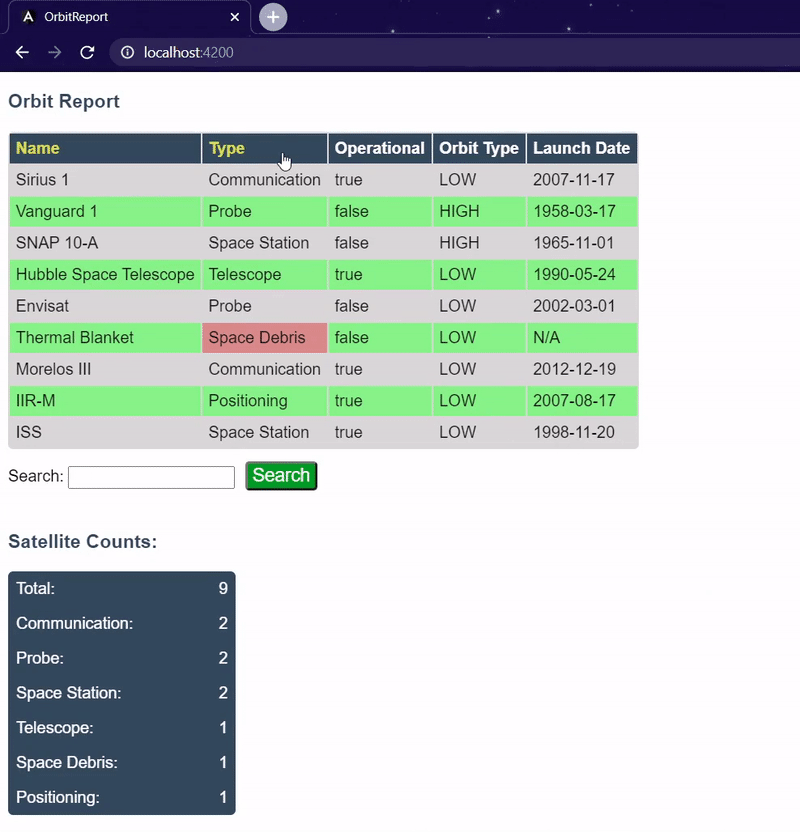 OrbitReport
localhost:4200
Orbit Report
Name Type Operational Orbit Type Launch Date
Sirius 1 Communication true LOW 2007-11-17
Vanguard 1 Probe false HIGH 1958-03-17
SNAP 10-A Space Station false HIGH 1965-11-01
Hubble Space Telescope Telescope true LOW 1990-05-24
Envisat Probe false LOW 2002-03-01
Thermal Blanket Space Debris false LOW N/A
Morelos III Communication true LOW 2012-12-19
IIR-M Positioning true LOW 2007-08-17
ISS Space Station true LOW 1998-11-20
Search: Search
Satellite Counts:
Total: 9
Communication: 2
Probe: 2
Space Station: 2
Telescope: 1
Space Debris: 1
Positioning: 1